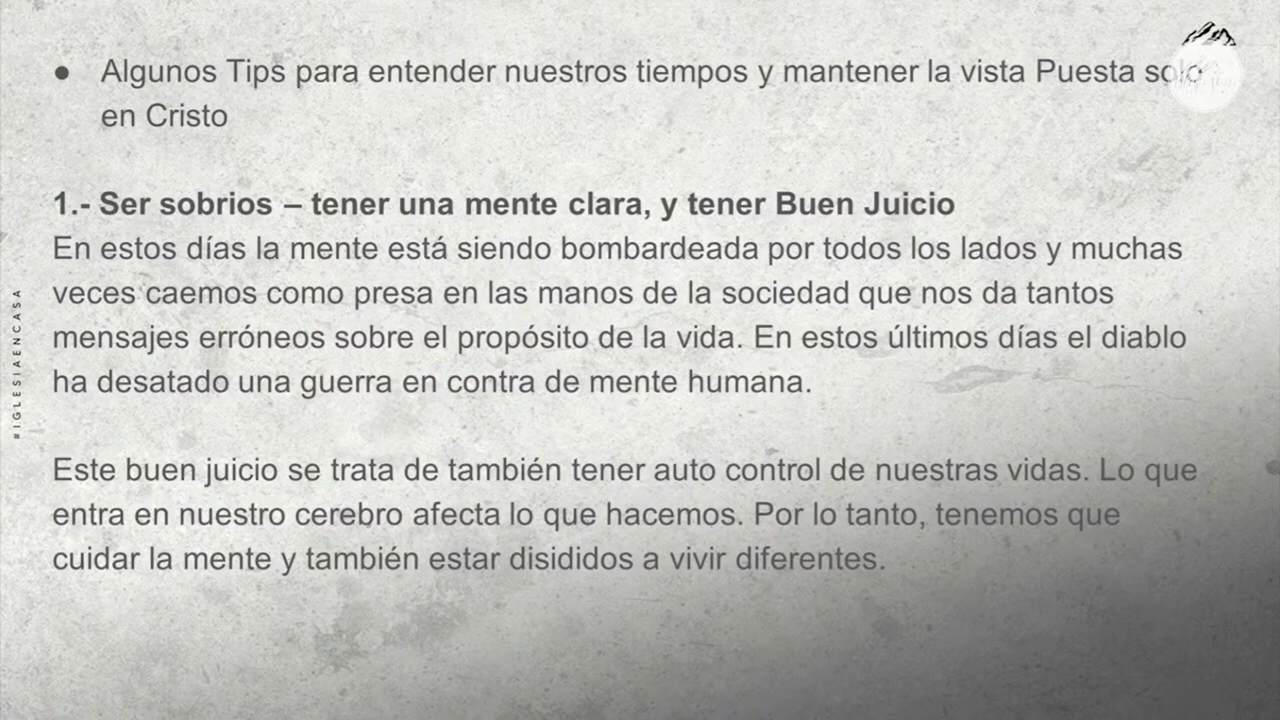 ● Algunos Tips para entender nuestros tiempos y mantener la vista Puesta solo
en Cristo
1.- Ser sobrios – tener una mente clara, y tener Buen Juicio
En estos días la mente está siendo bombardeada por todos los lados y muchas
veces caemos como presa en las manos de la sociedad que nos da tantos
mensajes erróneos sobre el propósito de la vida. En estos últimos días el diablo
ha desatado una guerra en contra de mente humana.
Este buen juicio se trata de también tener auto control de nuestras vidas. Lo que
entra en nuestro cerebro afecta lo que hacemos. Por lo tanto, tenemos que
cuidar la mente y también estar disididos a vivir diferentes.
#IGLESIAENCASA